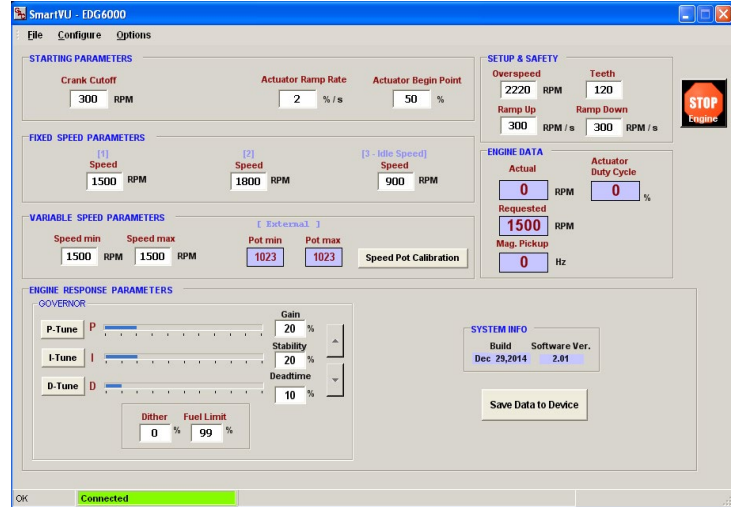 SmartVU - EDG6000
File Configure Options
STARTING PARAMETERS
Crank Cutoff Actuator Ramp Rate Actuator Begin Point
300 RPM 2 % / s 50 %
SETUP & SAFETY
Overspeed Teeth
2220 RPM 120
Ramp Up Ramp Down
300 RPM / s 300 RPM / s
STOP
Engine
FIXED SPEED PARAMETERS
[1] [2] [3 - Idle Speed]
Speed Speed Speed
1500 RPM 1800 RPM 900 RPM
ENGINE DATA
Actual Actuator
Duty Cycle
0 RPM 0 %
Requested
1500 RPM
Mag. Pickup
0 Hz
VARIABLE SPEED PARAMETERS
[ External ]
Speed min Speed max Pot min Pot max
1500 RPM 1500 RPM 1023 1023 Speed Pot Calibration
ENGINE RESPONSE PARAMETERS
GOVERNOR
Gain
P-Tune P 20 %
Stability
I-Tune I 20 %
Deadtime
D-Tune D 10 %
Dither Fuel Limit
0 % 99 %
SYSTEM INFO
Build Software Ver.
Dec 29,2014 2.01
Save Data to Device
OK Connected